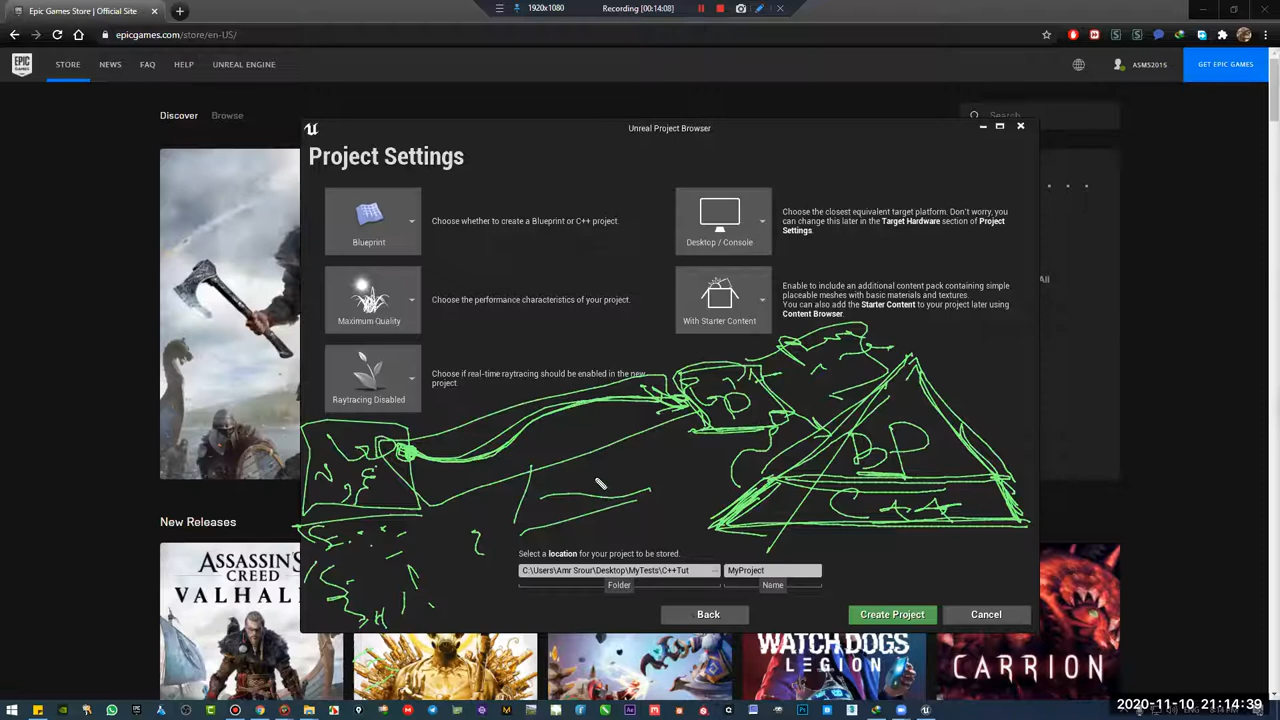 Epic Games Store | Official Site
1920x1080
Recording [00:14:08]
epicgames.com/store/en-US/
EPIC GAMES
STORE
NEWS
FAQ
HELP
UNREAL ENGINE
ASM52015
GET EPIC GAMES
Discover
Browse
Search
Unreal Project Browser
Project Settings
Blueprint
Choose whether to create a Blueprint or C++ project.
Desktop / Console
Choose the closest equivalent target platform. Don't worry, you
can change this later in the Target Hardware section of Project
Settings.
Maximum Quality
Choose the performance characteristics of your project.
With Starter Content
Enable to include an additional content pack containing simple
placeable meshes with basic materials and textures.
You can also add the Starter Content to your project later using
Content Browser.
All
Raytracing Disabled
Choose if real-time raytracing should be enabled in the new
project.
GD
BP
C++
New Releases
Select a location for your project to be stored.
C:\Users\Amr Srour\Desktop\MyTests\C++Tut
MyProject
Folder
Name
Back
Create Project
Cancel
ASSASSIN'S
CREED
VALHALLA
WATCH DOGS
LEGION
CARRION
2020-11-10 21:14:39